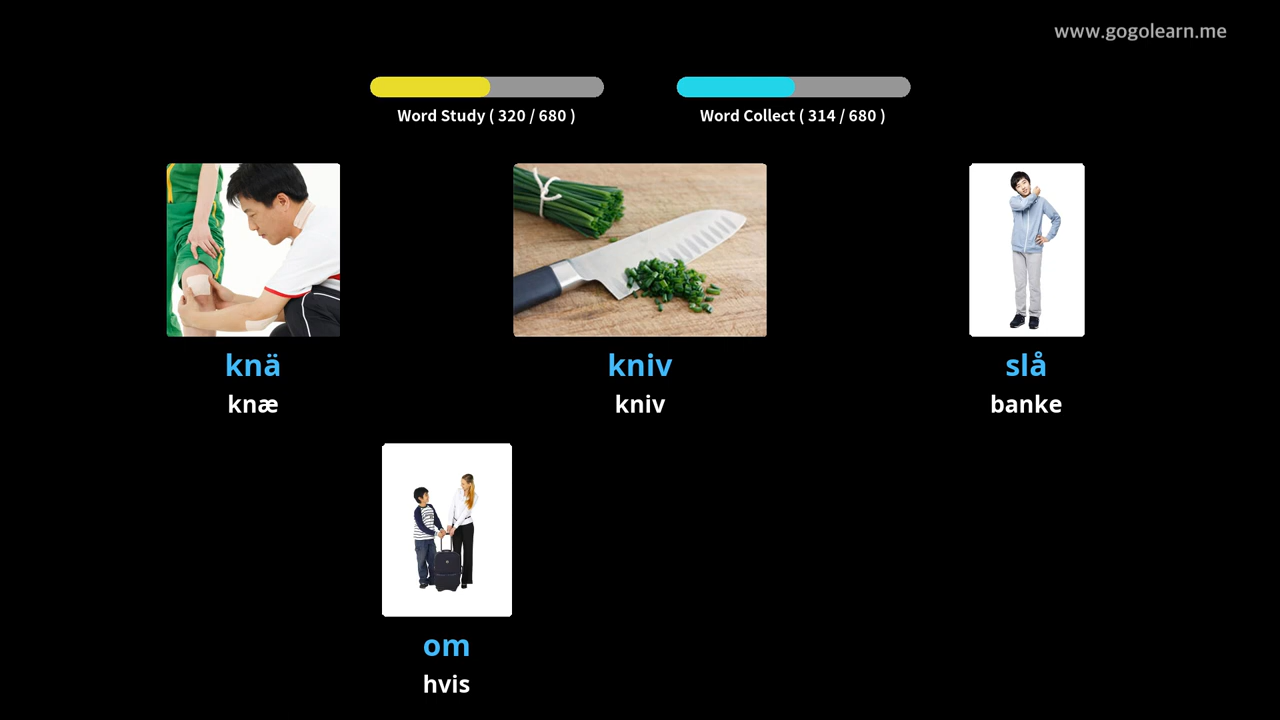 www.gogolearn.me
Word Study ( 320 / 680 )
Word Collect ( 314 / 680 )
knä
knæ
kniv
kniv
slå
banke
om
hvis